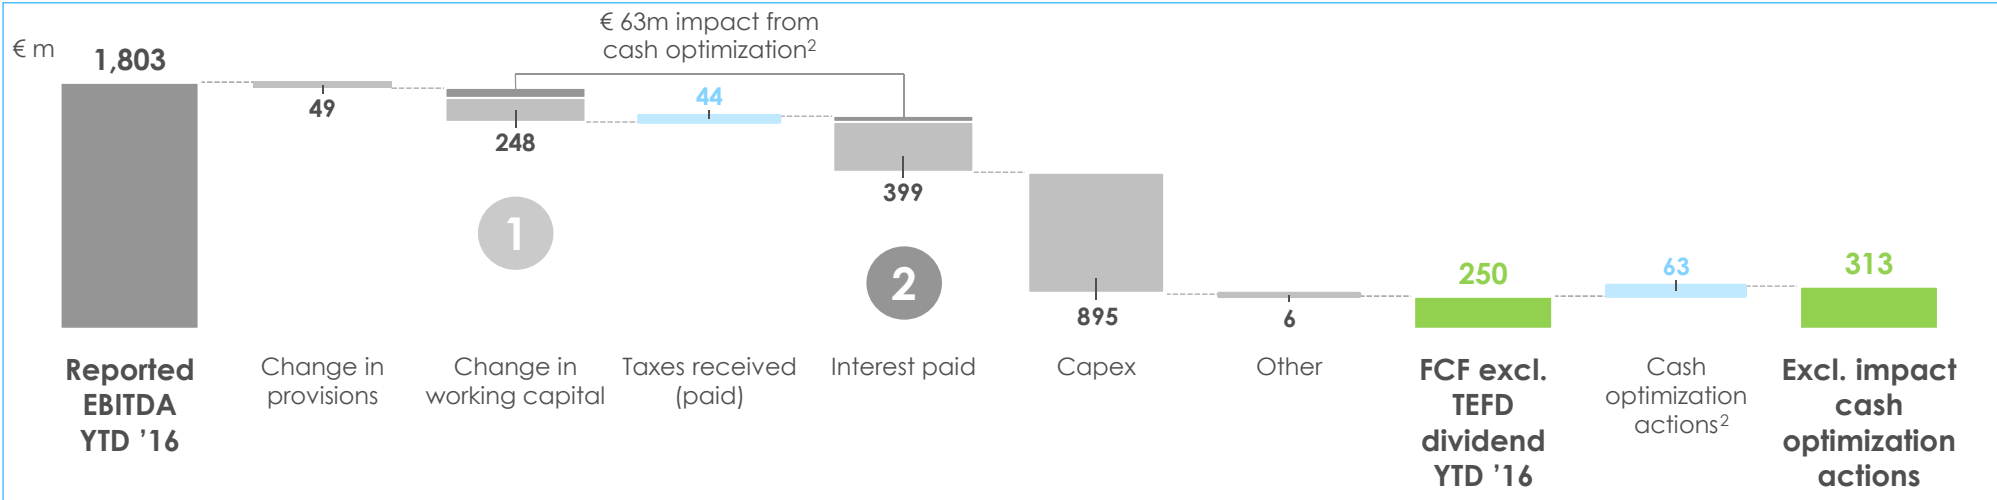 € 63m impact from
cash optimization²
€ m
1,803
49
248
44
399
895
6
250
63
313
1
2
Reported
EBITDA
YTD ’16
Change in
provisions
Change in
working capital
Taxes received
(paid)
Interest paid
Capex
Other
FCF excl.
TEFD
dividend
YTD ’16
Cash
optimization
actions²
Excl. impact
cash
optimization
actions